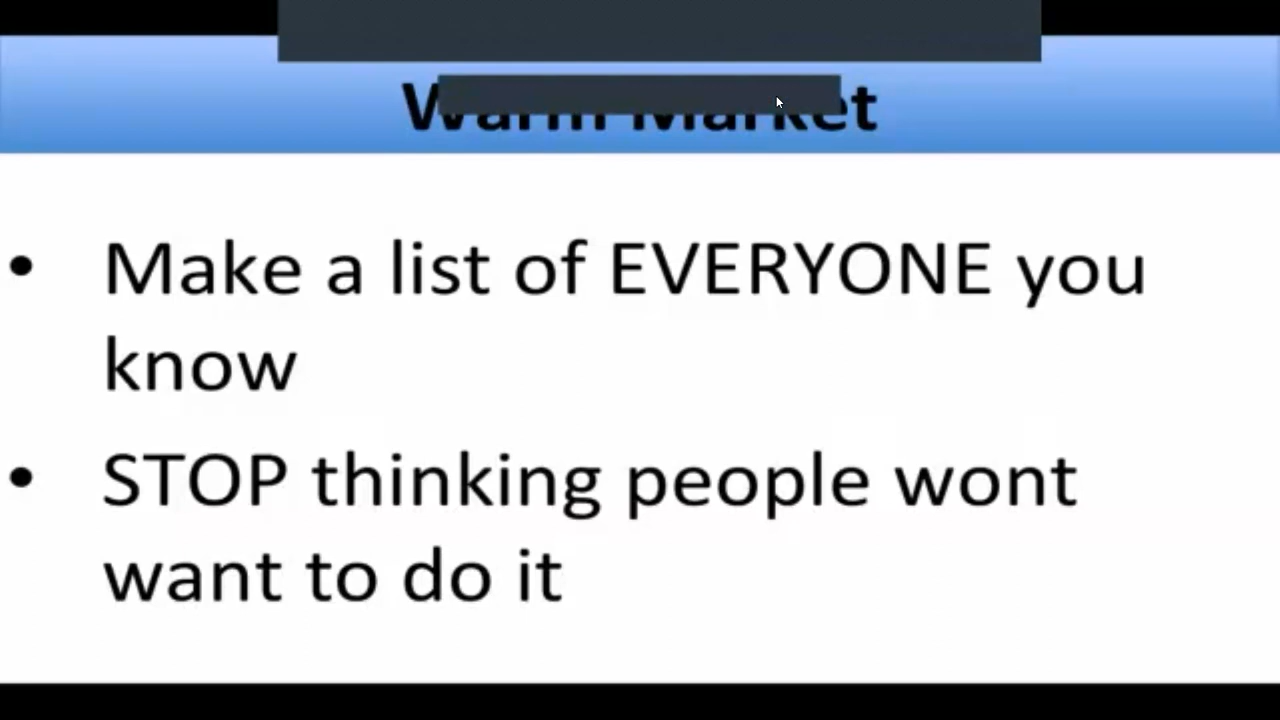 Warm Market
• Make a list of EVERYONE you
know
• STOP thinking people wont
want to do it